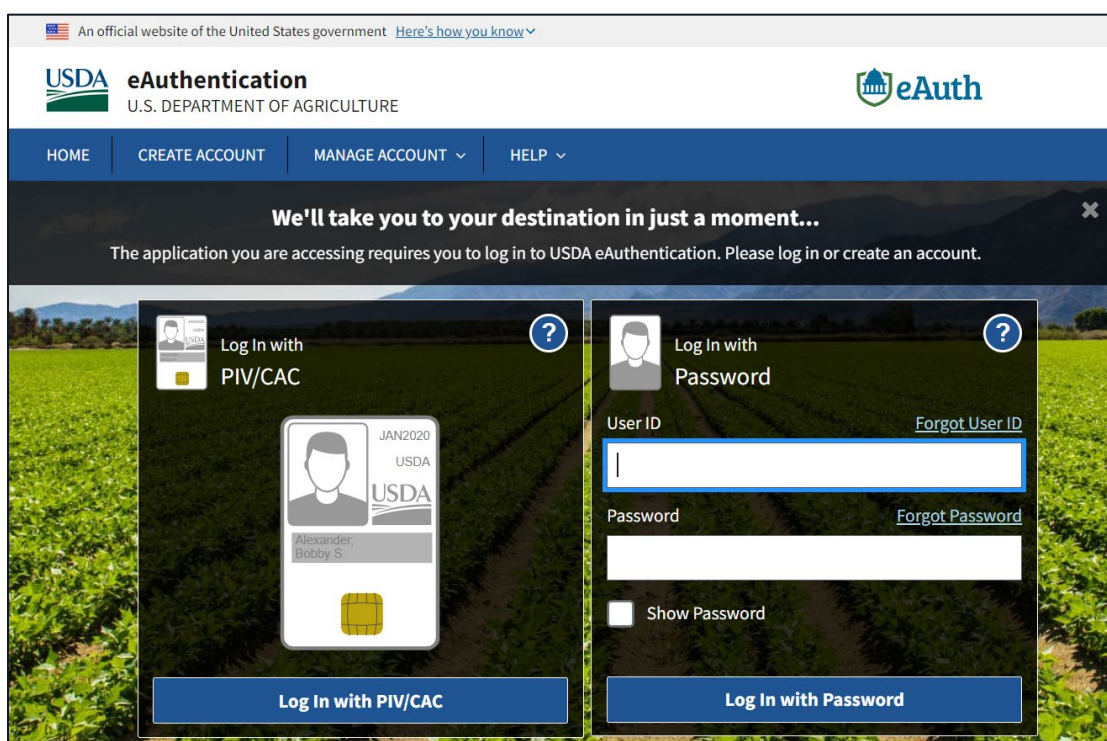 An official website of the United States government Here's how you know
USDA
eAuthentication
U.S. DEPARTMENT OF AGRICULTURE
eAuth
HOME
CREATE ACCOUNT
MANAGE ACCOUNT
HELP
We'll take you to your destination in just a moment...
The application you are accessing requires you to log in to USDA eAuthentication. Please log in or create an account.
Log In with
PIV/CAC
?
JAN2020
USDA
USDA
Alexander,
Bobby S.
Log In with PIV/CAC
Log In with
Password
?
User ID
Forgot User ID
Password
Forgot Password
Show Password
Log In with Password